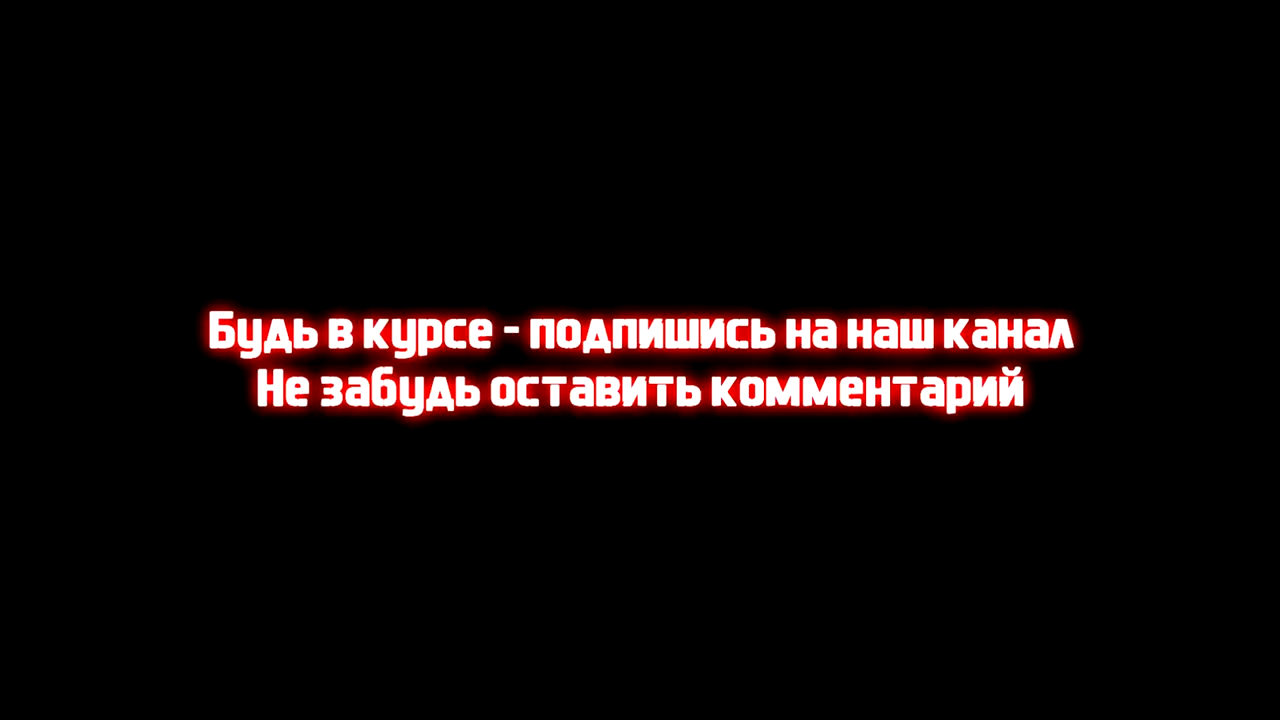 Будь в курсе - подпишись на наш канал
Не забудь оставить комментарий